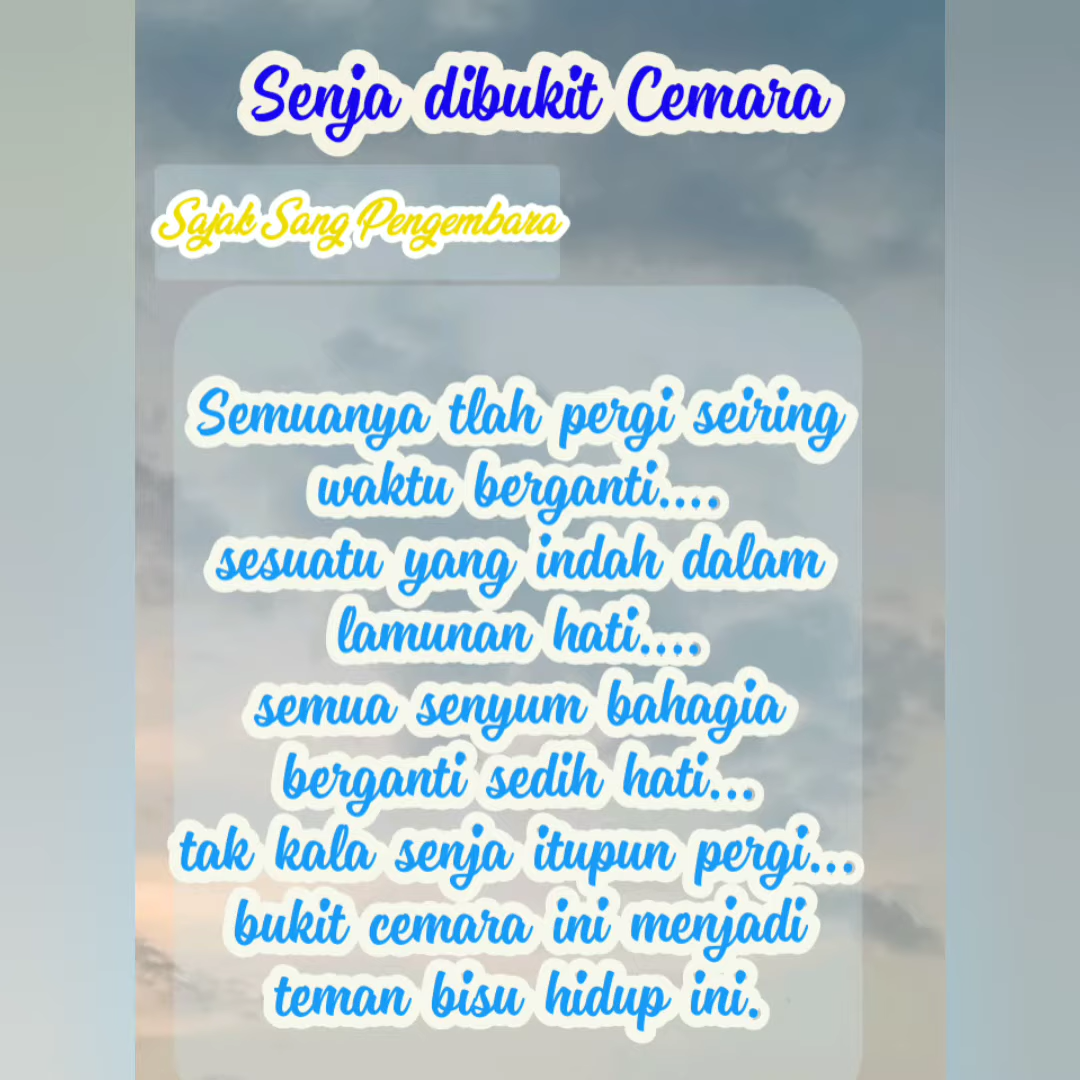 Senja dibukit Cemara
Sajak Sang Pengembara
Semuanya tlah pergi seiring
waktu berganti....
sesuatu yang indah dalam
lamunan hati....
semua senyum bahagia
berganti sedih hati...
tak kala senja itupun pergi...
bukit cemara ini menjadi
teman bisu hidup ini.